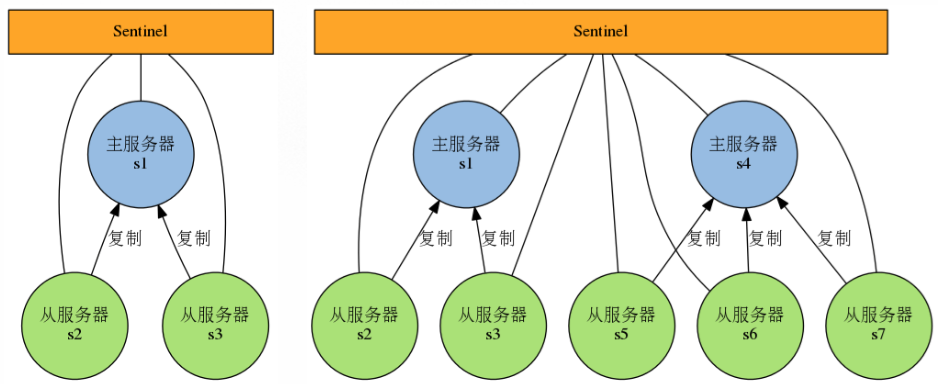 Sentinel
主服务器
s1
复制
复制
从服务器
s2
从服务器
s3
Sentinel
主服务器
s1
主服务器
s4
复制
复制
复制
复制
复制
从服务器
s2
从服务器
s3
从服务器
s5
从服务器
s6
从服务器
s7